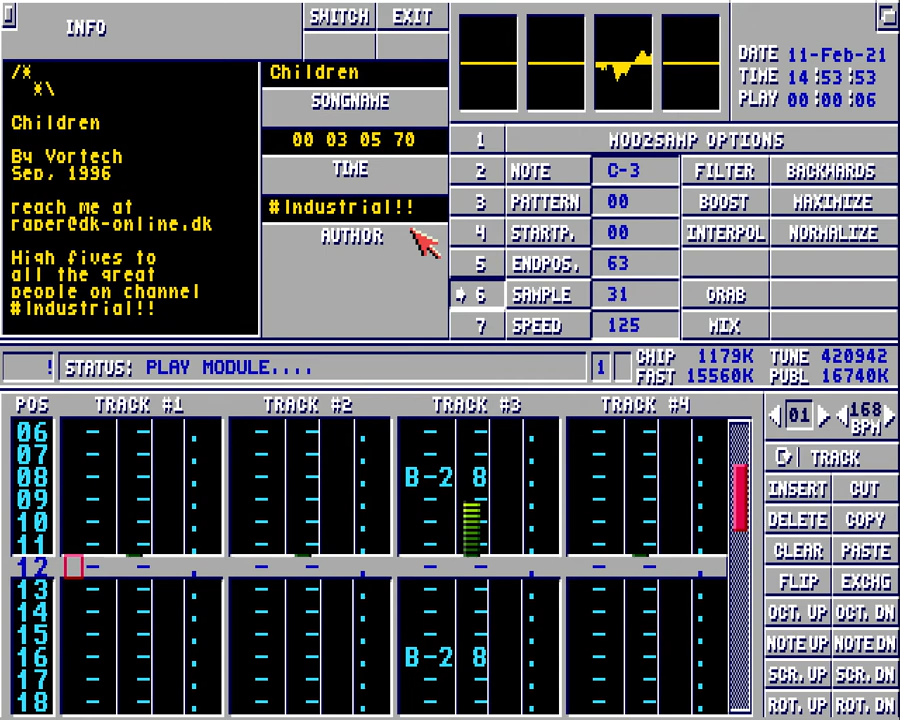 INFO
SWITCH EXIT
/*
*\
Children
By Vortech
Sep, 1996
reach me at
raper@dk-online.dk
High fives to
all the great
people on channel
#Industrial!!
Children
SONGNAME
00 03 05 70
TIME
#Industrial!!
AUTHOR
DATE 11-Feb-21
TIME 14:53:53
PLAY 00:00:06
1 MOD2SAMP OPTIONS
2 NOTE C-3 FILTER BACKWARDS
3 PATTERN 00 BOOST MAXIMIZE
4 STARTP. 00 INTERPOL NORMALIZE
5 ENDPOS. 63
6 SAMPLE 31 GRAB
7 SPEED 125 MIX
! STATUS: PLAY MODULE.... 1
CHIP 1179K TUNE 420942
FAST 15560K PUBL 16740K
POS TRACK #1 TRACK #2 TRACK #3 TRACK #4
06 - - . - - . - - . - - .
07 - - . - - . - - . - - .
08 - - . - - . B-2 8 . - - .
09 - - . - - . - - . - - .
10 - - . - - . - - . - - .
11 - - . - - . - - . - - .
12 - - . - - . - - . - - .
13 - - . - - . - - . - - .
14 - - . - - . - - . - - .
15 - - . - - . - - . - - .
16 - - . - - . B-2 8 . - - .
17 - - . - - . - - . - - .
18 - - . - - . - - . - - .
01 168 BPM
TRACK
INSERT CUT
DELETE COPY
CLEAR PASTE
FLIP EXCHG
OCT. UP OCT. DN
NOTE UP NOTE DN
SCR. UP SCR. DN
ROT. UP ROT. DN